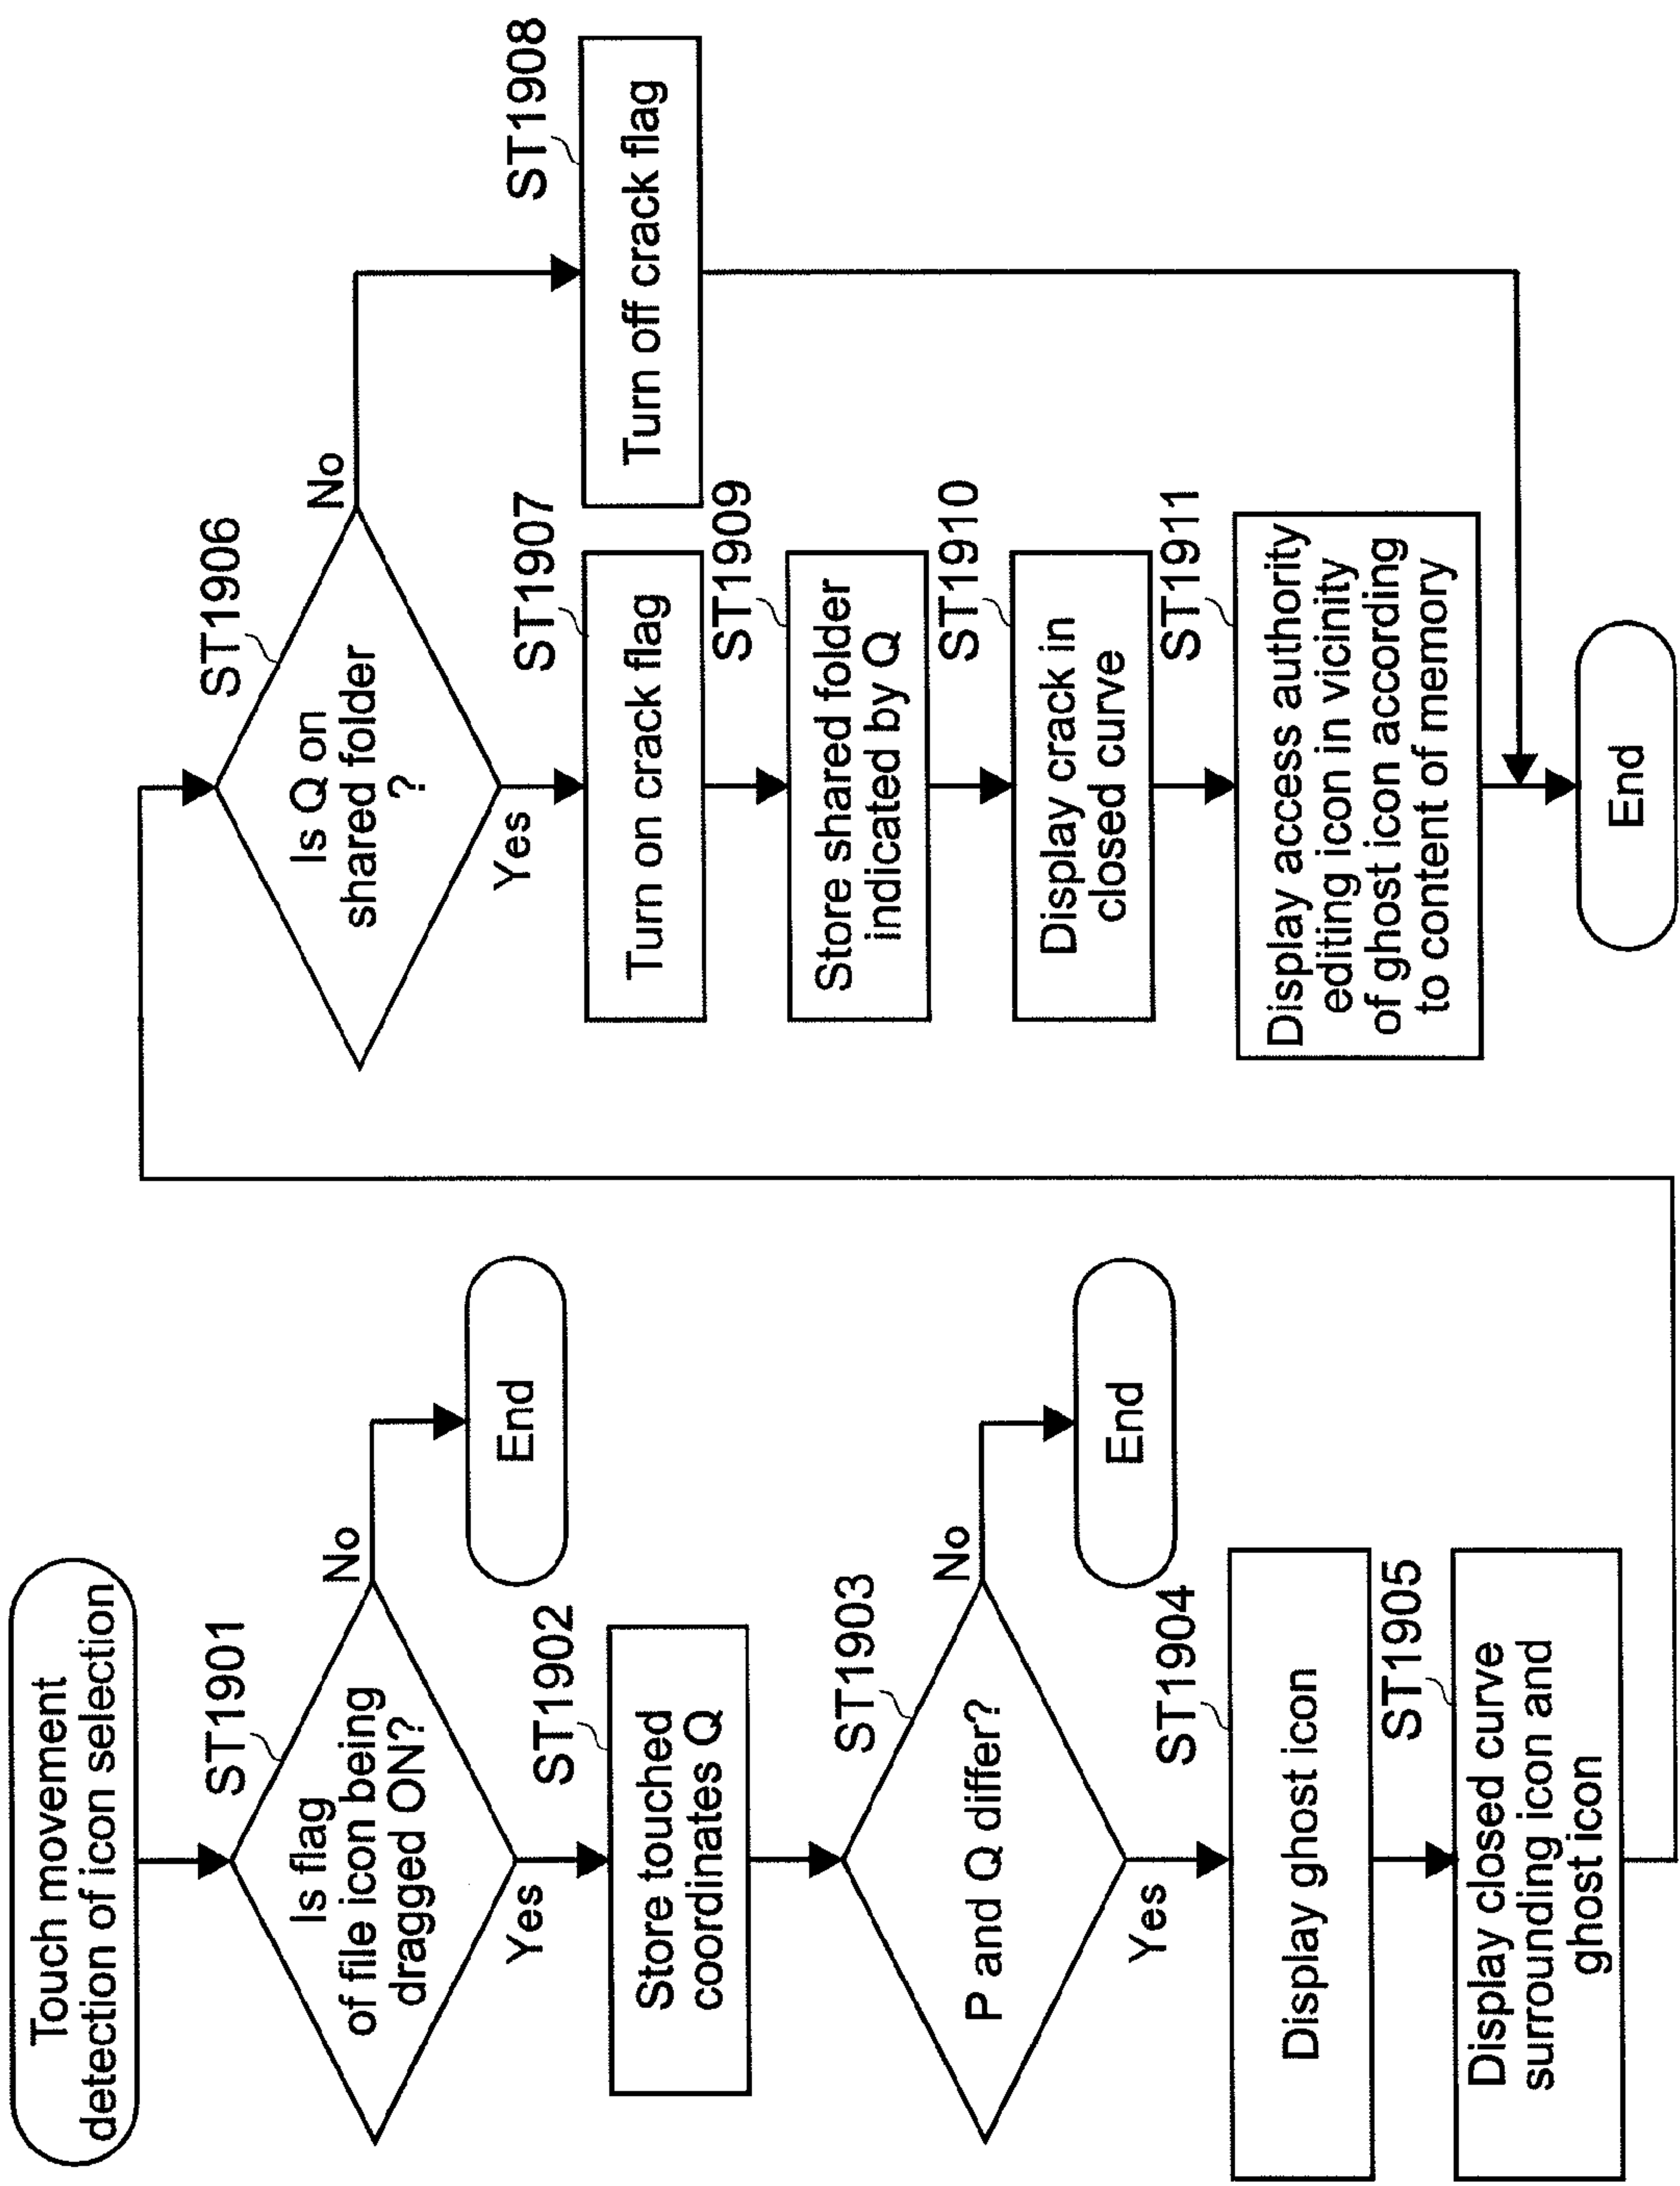 Touch movement
detection of icon selection
ST1901
Is flag
of file icon being
dragged ON?
No
End
Yes
ST1902
Store touched
coordinates Q
ST1903
P and Q differ?
No
End
Yes
ST1904
Display ghost icon
ST1905
Display closed curve
surrounding icon and
ghost icon
ST1906
Is Q on
shared folder
?
No
Yes
ST1907
Turn on crack flag
ST1908
Turn off crack flag
ST1909
Store shared folder
indicated by Q
ST1910
Display crack in
closed curve
ST1911
Display access authority
editing icon in vicinity
of ghost icon according
to content of memory
End